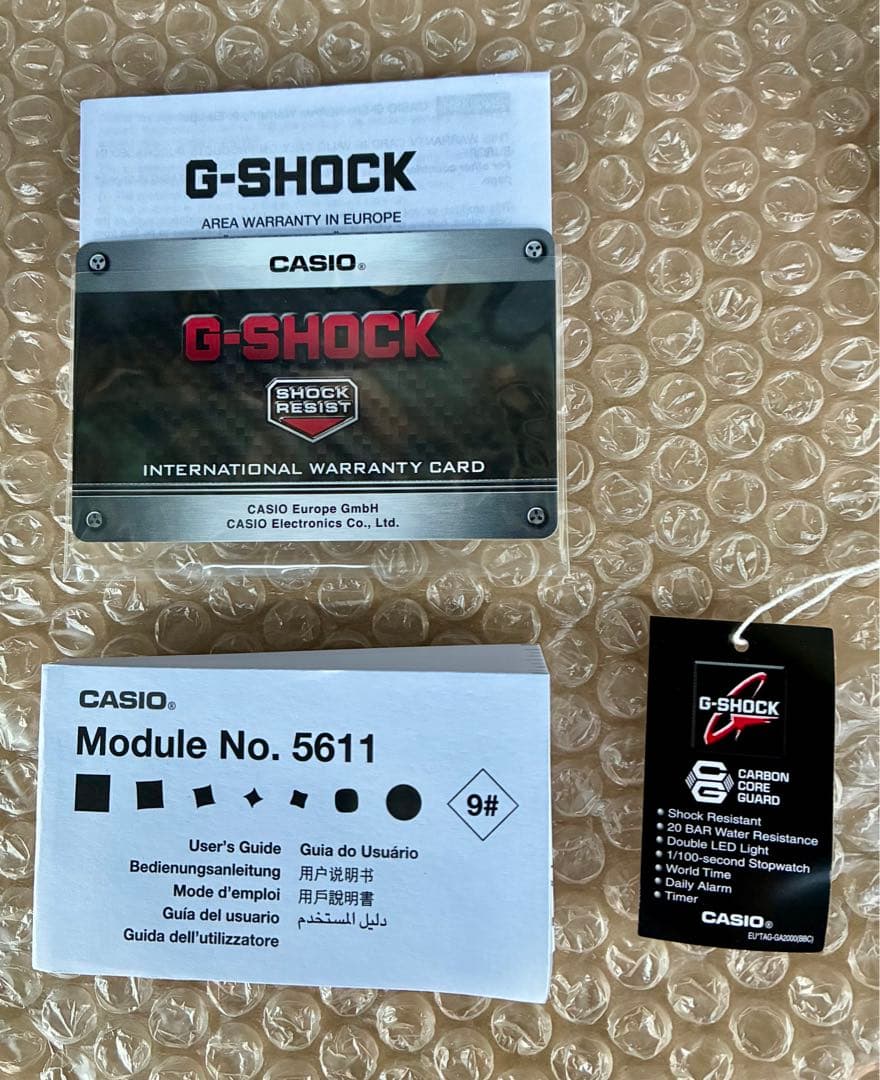 G-SHOCK
AREA WARRANTY IN EUROPE
CASIO®
G-SHOCK
SHOCK
RESIST
INTERNATIONAL WARRANTY CARD
CASIO Europe GmbH
CASIO Electronics Co., Ltd.
CASIO®
Module No. 5611
9#
User's Guide
Bedienungsanleitung
Mode d'emploi
Guía del usuario
Guida dell'utilizzatore
Guia do Usuário
用户说明书
用戶說明書
دليل المستخدم
G-SHOCK
CARBON
CORE
GUARD
Shock Resistant
20 BAR Water Resistance
Double LED Light
1/100-second Stopwatch
World Time
Daily Alarm
Timer
CASIO®
EU*TAG-GA2000(BBC)